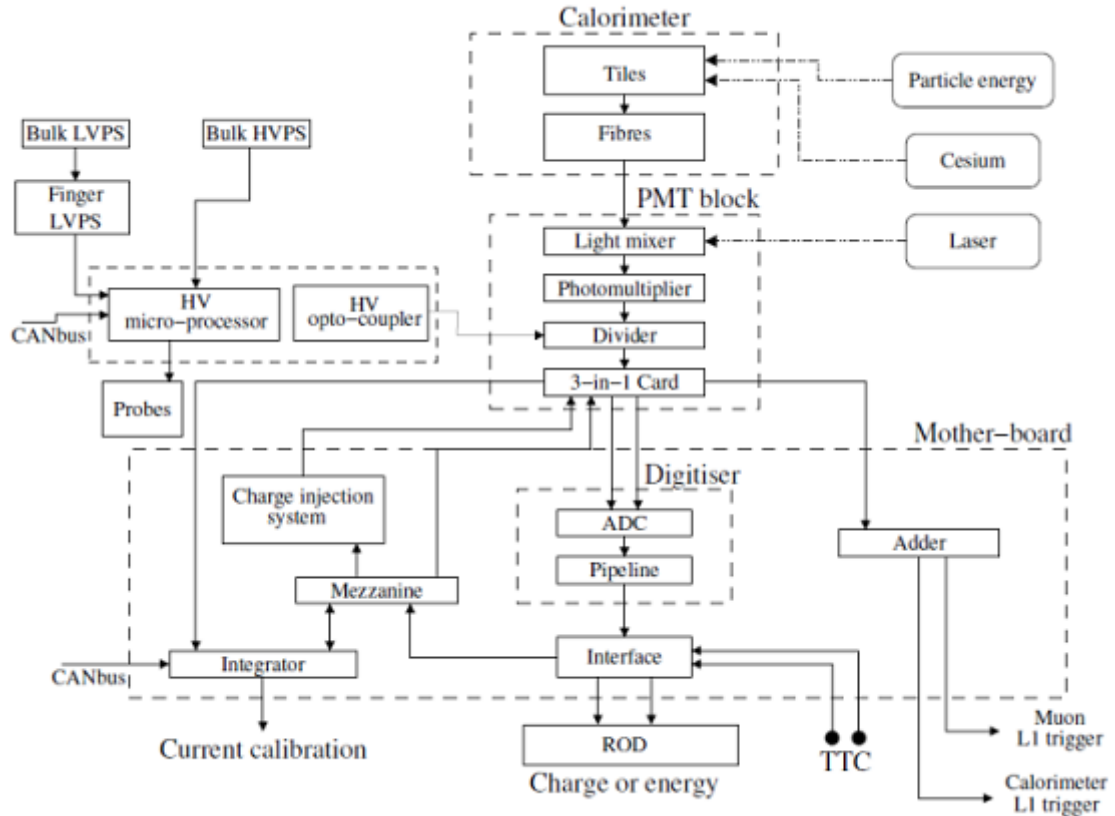 Calorimeter
Tiles
Particle energy
Fibres
Bulk LVPS
Bulk HVPS
Cesium
Finger
LVPS
PMT block
Light mixer
Laser
HV
micro-processor
HV
opto-coupler
Photomultiplier
CANbus
Divider
3-in-1 Card
Probes
Mother-board
Digitiser
Charge injection
system
ADC
Adder
Pipeline
Mezzanine
Interface
Integrator
CANbus
Muon
L1 trigger
Current calibration
ROD
TTC
Charge or energy
Calorimeter
L1 trigger